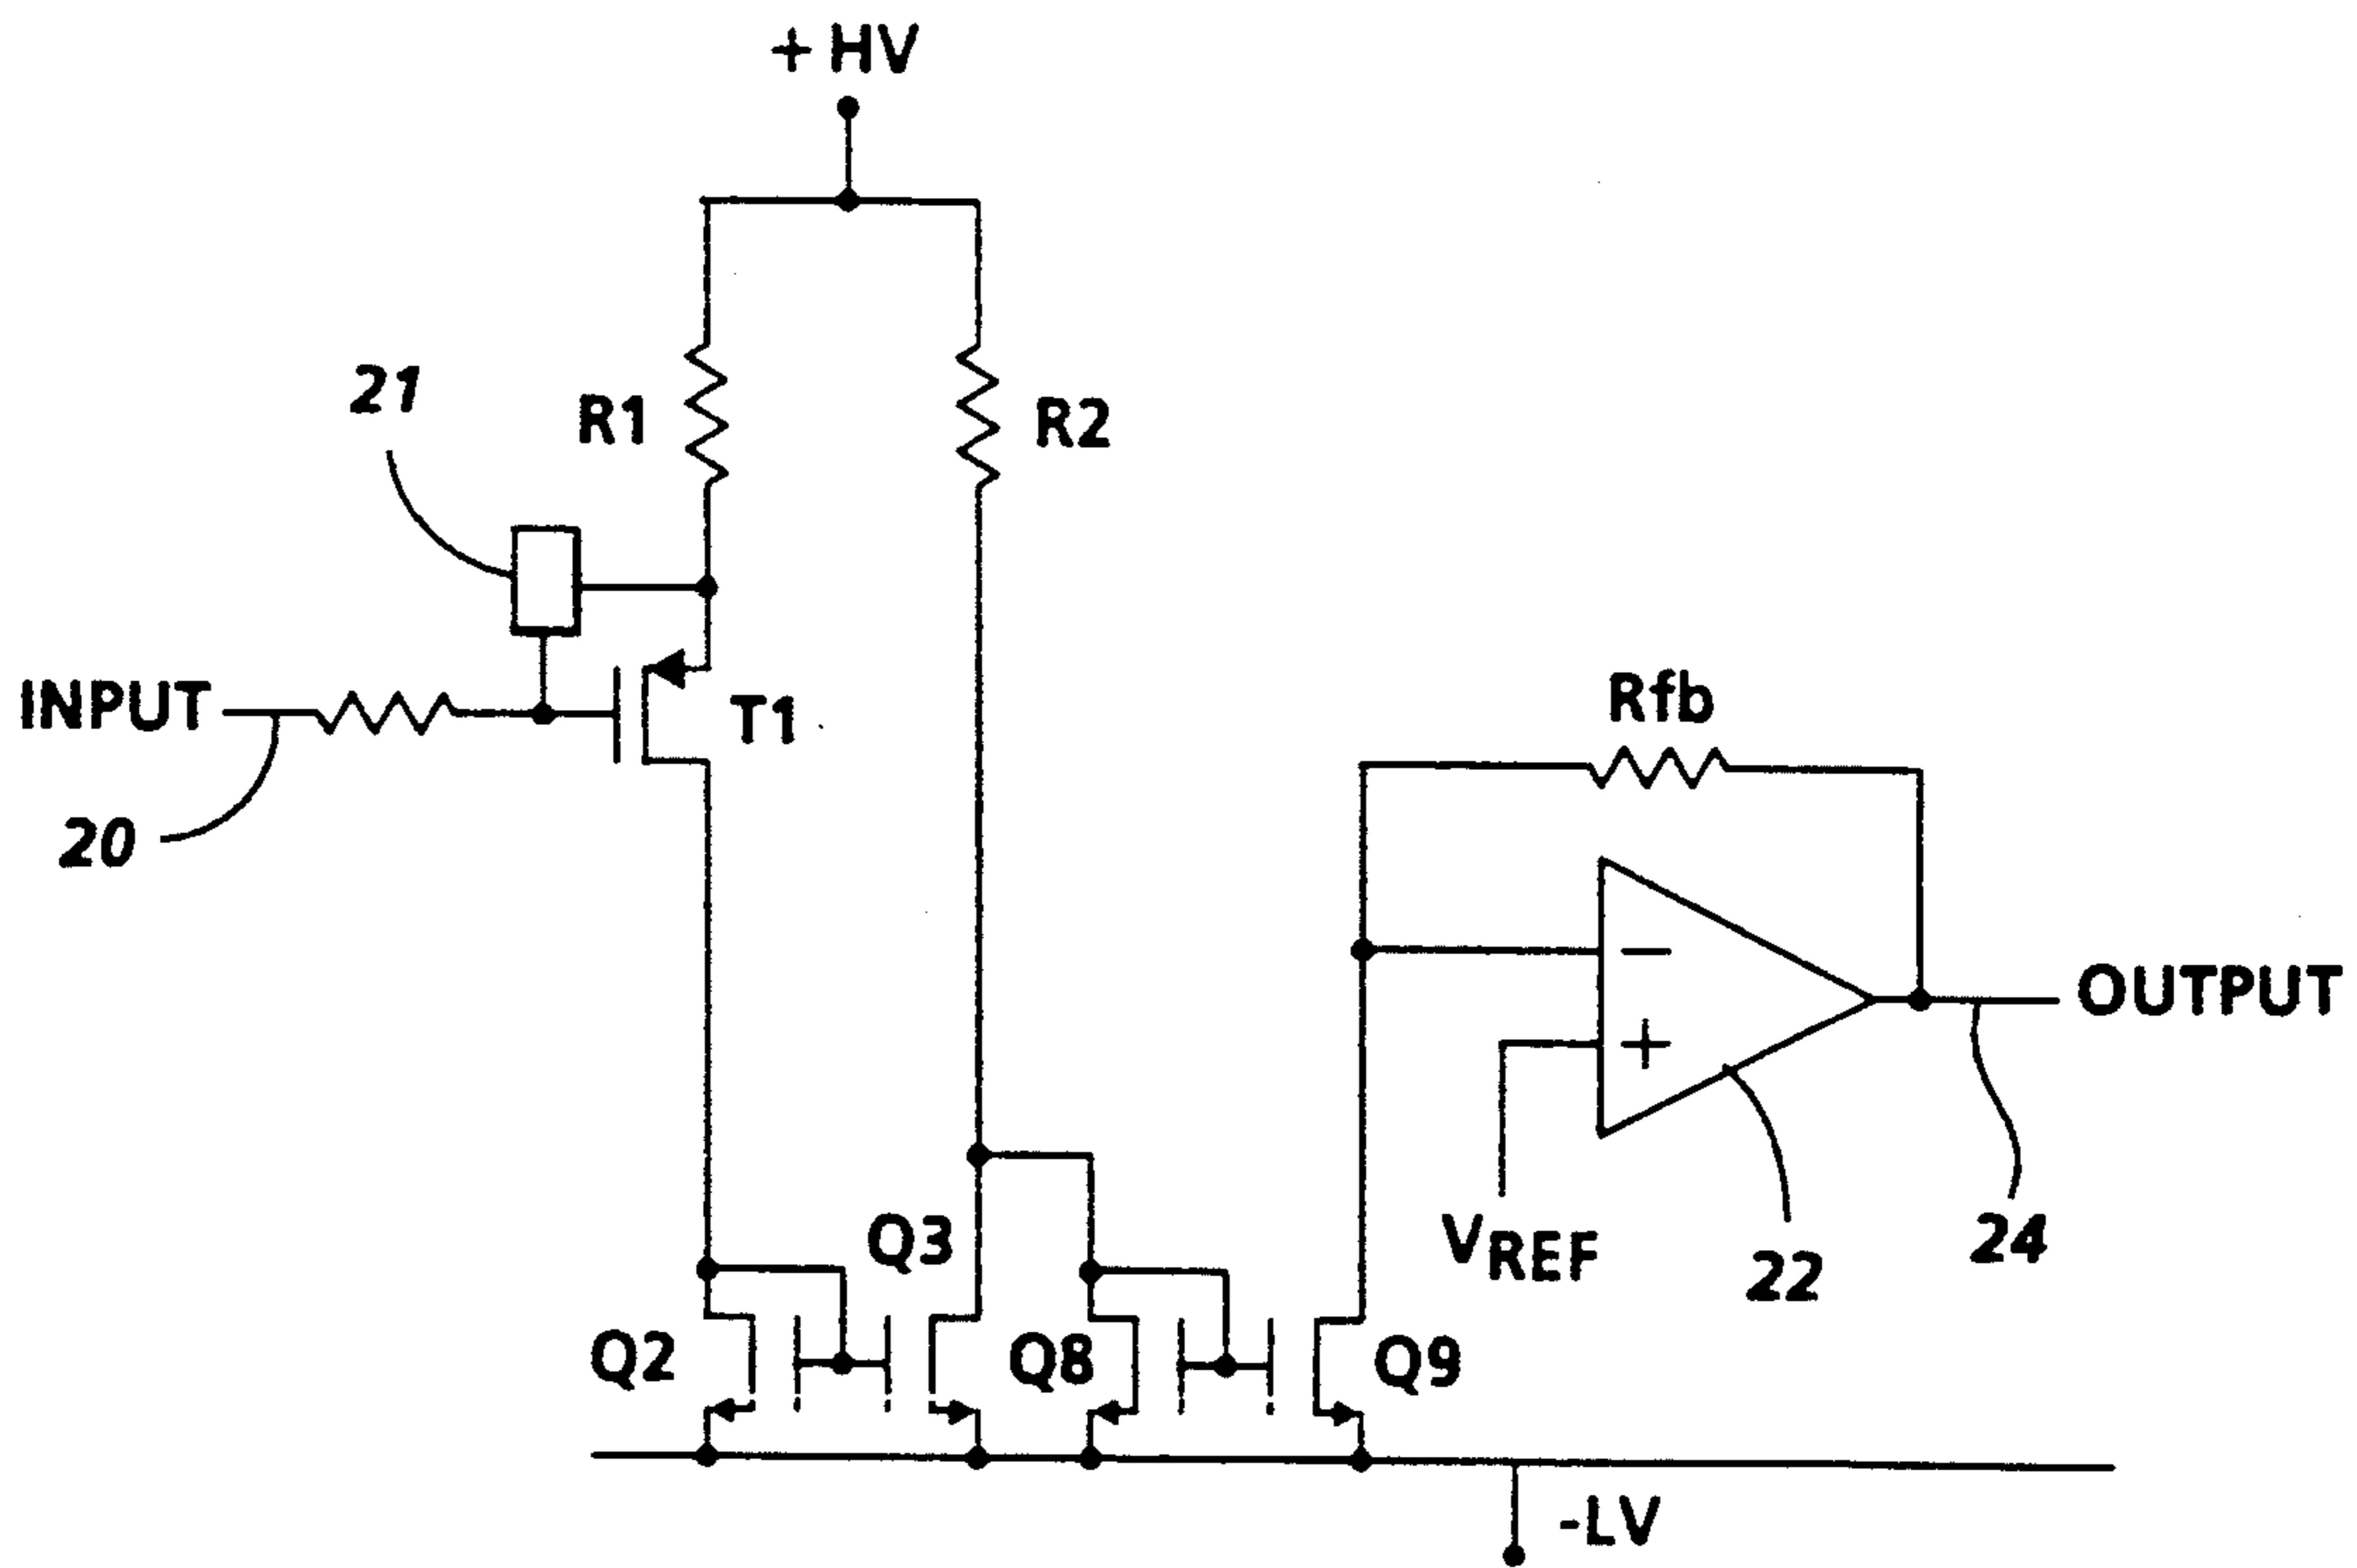 + HV
21
R1
R2
INPUT
T1
20
Rfb
−
+
OUTPUT
VREF
22
24
Q3
Q2
Q8
Q9
-LV